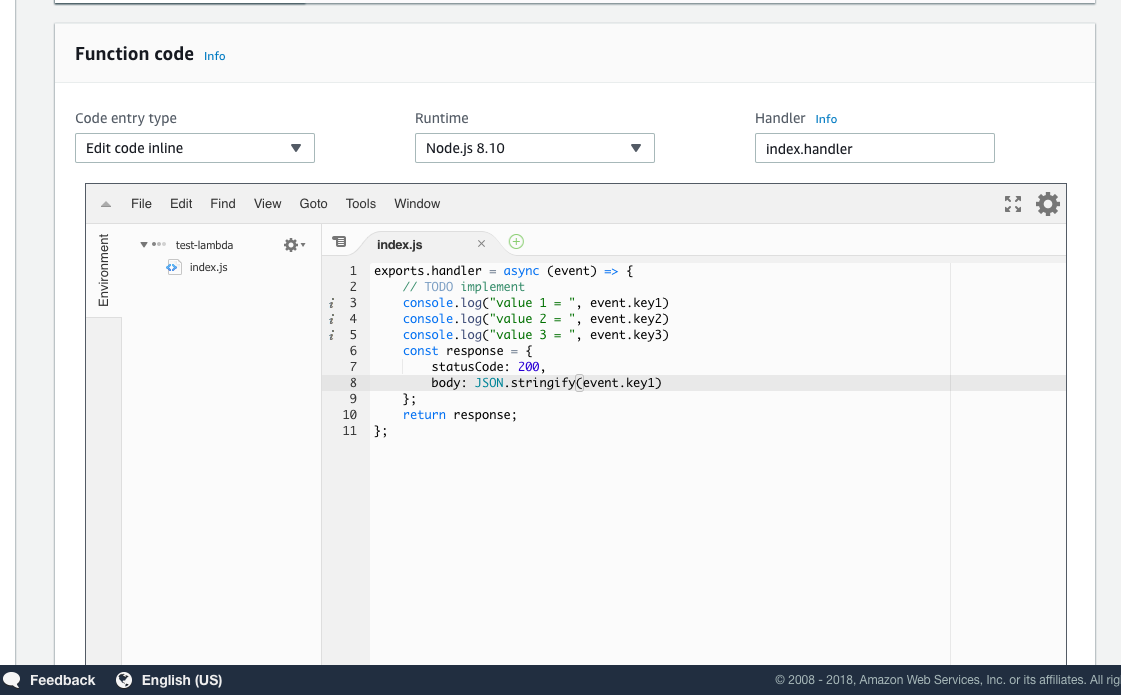 Function code Info
Code entry type Runtime Handler Info
Edit code inline Node.js 8.10 index.handler
File Edit Find View Goto Tools Window
Environment
test-lambda
index.js
index.js
1 exports.handler = async (event) => {
2 // TODO implement
i 3 console.log("value 1 = ", event.key1)
i 4 console.log("value 2 = ", event.key2)
i 5 console.log("value 3 = ", event.key3)
6 const response = {
7 statusCode: 200,
8 body: JSON.stringify(event.key1)
9 };
10 return response;
11 };
Feedback English (US) © 2008 - 2018, Amazon Web Services, Inc. or its affiliates. All rig